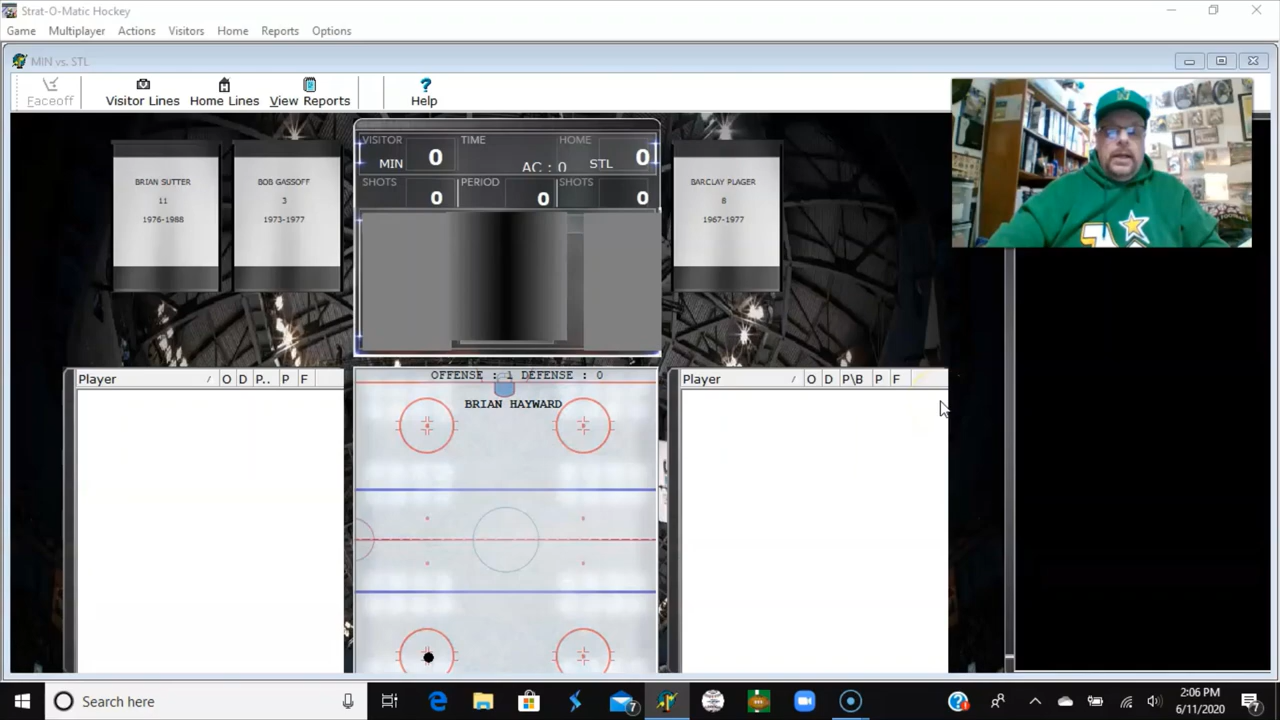 Strat-O-Matic Hockey
Game Multiplayer Actions Visitors Home Reports Options
MIN vs. STL
Faceoff Visitor Lines Home Lines View Reports Help
VISITOR TIME HOME
MIN 0 AC : 0 STL 0
SHOTS PERIOD SHOTS
0 0 0
BRIAN SUTTER
11
1976-1988
BOB GASSOFF
3
1973-1977
BARCLAY PLAGER
8
1967-1977
Player / O D P.. P F
OFFENSE : 1 DEFENSE : 0
BRIAN HAYWARD
Player / O D P\B P F
N
Search here
7
2:06 PM
6/11/2020
7